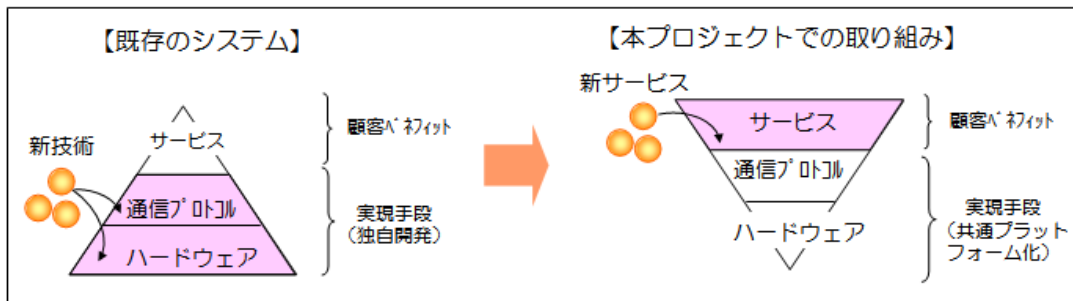 【既存のシステム】
新技術
サービス
通信ﾌﾟﾛﾄｺﾙ
ハードウェア
顧客ﾍﾞﾈﾌｨｯﾄ
実現手段
（独自開発）
【本プロジェクトでの取り組み】
新サービス
サービス
通信ﾌﾟﾛﾄｺﾙ
ハードウェア
顧客ﾍﾞﾈﾌｨｯﾄ
実現手段
（共通プラット
フォーム化）